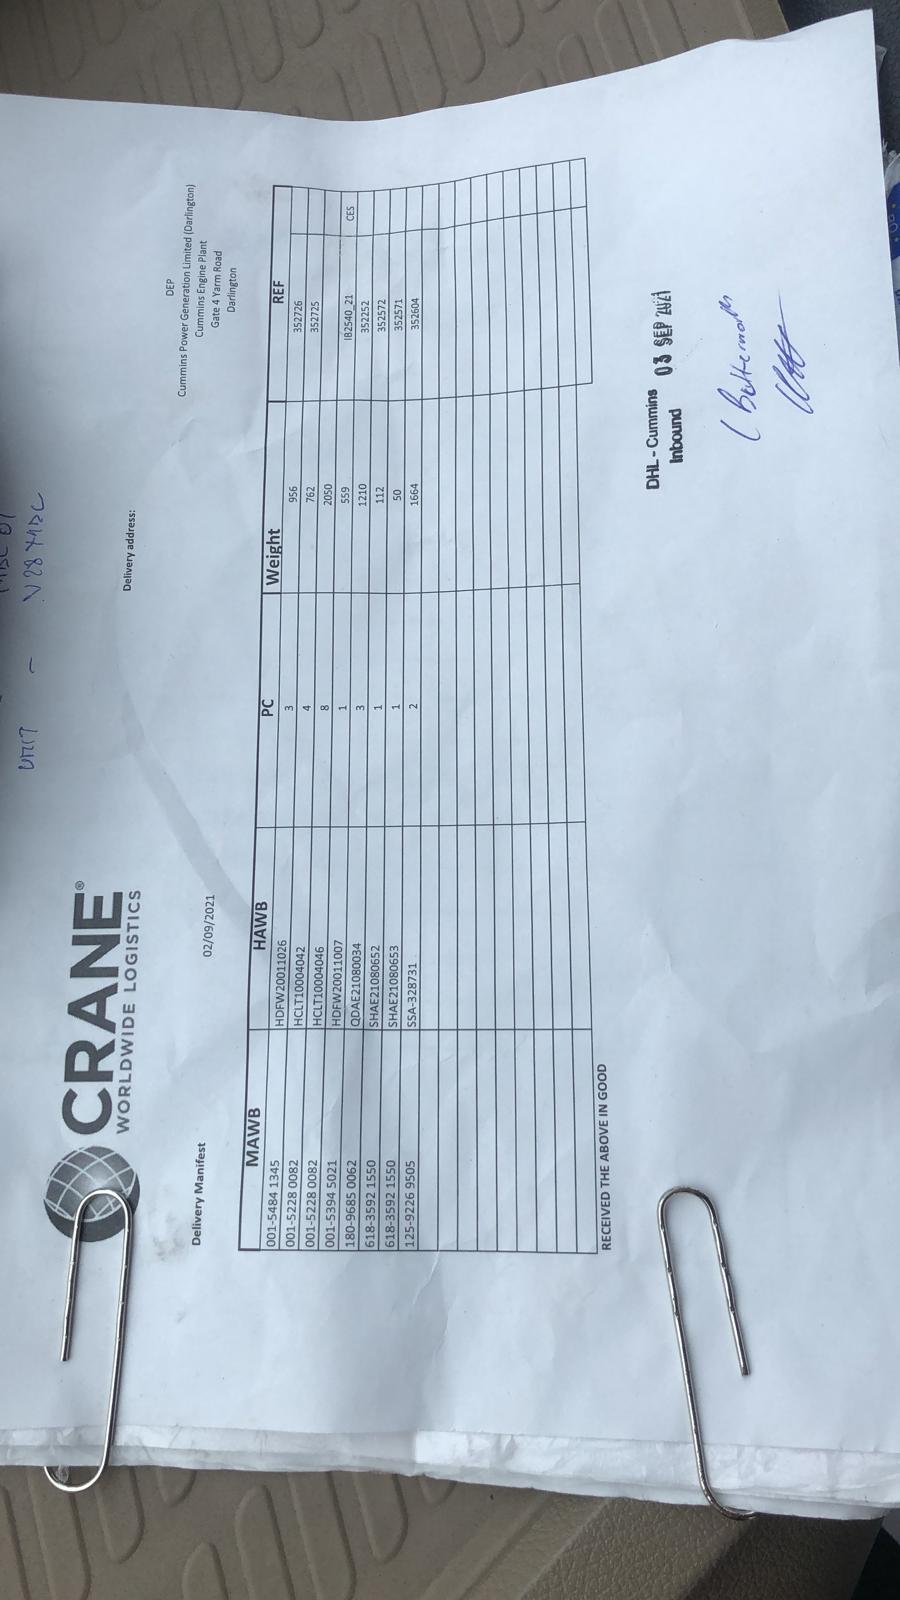 UNIT -
CRANE®
WORLDWIDE LOGISTICS
Delivery address:
DEP
Cummins Power Generation Limited (Darlington)
Cummins Engine Plant
Gate 4 Yarm Road
Darlington
Delivery Manifest 02/09/2021
MAWB HAWB PC Weight REF
001-5484 1345 HDFW20011026 3 956 352726
001-5228 0082 HCLT10004042 4 762 352725
001-5228 0082 HCLT10004046 8 2050
001-5394 5021 HDFW20011007 1 559 IB2540_21 CES
180-9685 0062 QDAE21080034 3 1210 352252
618-3592 1550 SHAE21080652 1 112 352572
618-3592 1550 SHAE21080653 1 50 352571
125-9226 9505 SSA-328731 2 1664 352604
RECEIVED THE ABOVE IN GOOD
DHL - Cummins 03 SEP 2021
Inbound